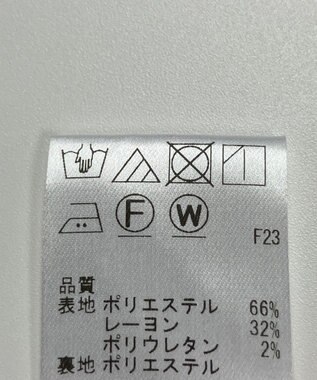 F W
F23
品質
表地 ポリエステル 66%
レーヨン 32%
ポリウレタン 2%
裏地 ポリエステル